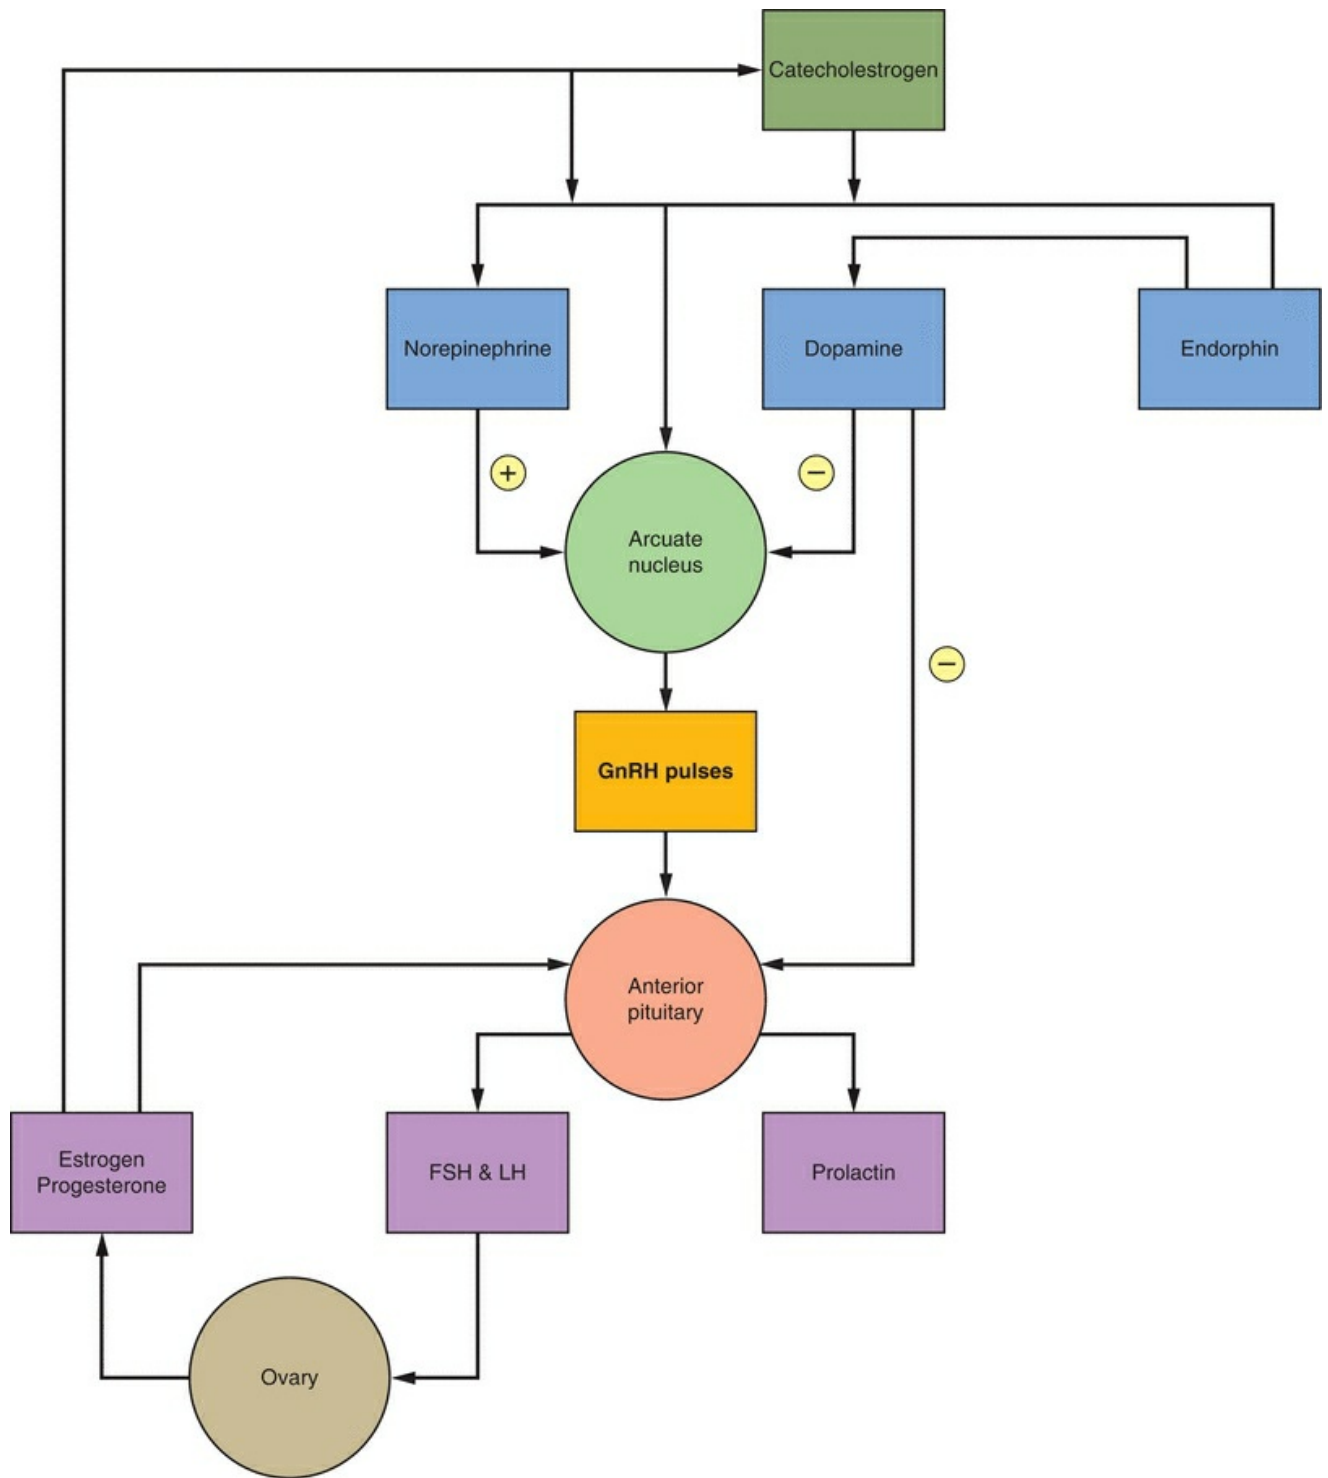 Catecholestrogen
Norepinephrine
Dopamine
Endorphin
+
−
Arcuate
nucleus
−
GnRH pulses
Anterior
pituitary
Estrogen
Progesterone
FSH & LH
Prolactin
Ovary